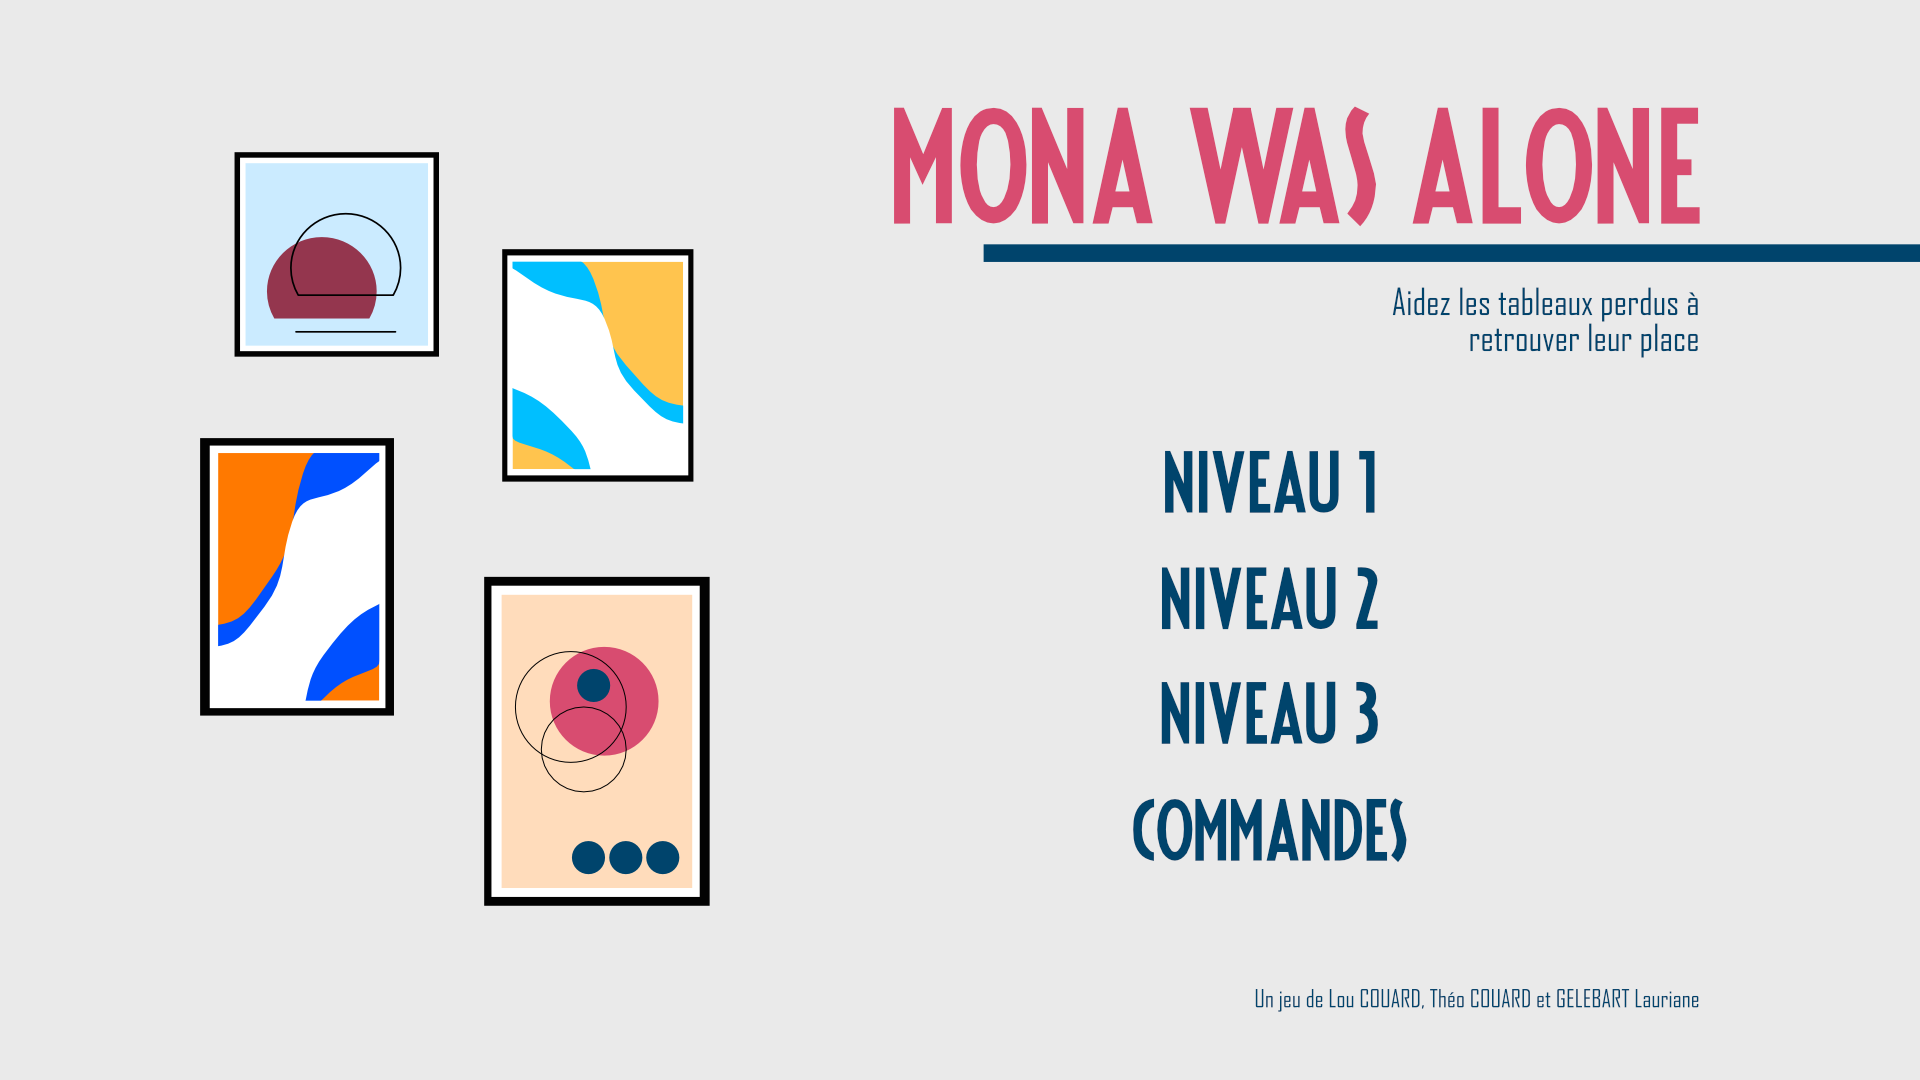 MONA WAS ALONE
Aidez les tableaux perdus à
retrouver leur place
NIVEAU 1
NIVEAU 2
NIVEAU 3
COMMANDES
Un jeu de Lou COUARD, Théo COUARD et GELEBART Lauriane